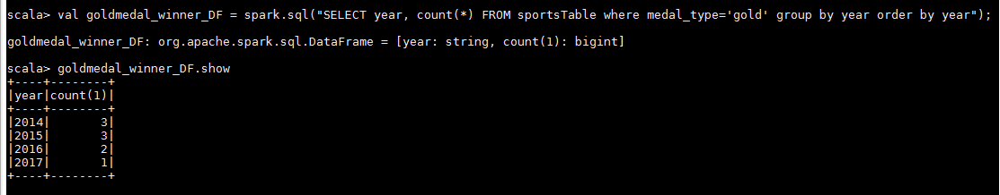 scala> val goldmedal_winner_DF = spark.sql("SELECT year, count(*) FROM sportsTable where medal_type='gold' group by year order by year");
goldmedal_winner_DF: org.apache.spark.sql.DataFrame = [year: string, count(1): bigint]
scala> goldmedal_winner_DF.show
+----+--------+
|year|count(1)|
+----+--------+
|2014|       3|
|2015|       3|
|2016|       2|
|2017|       1|
+----+--------+